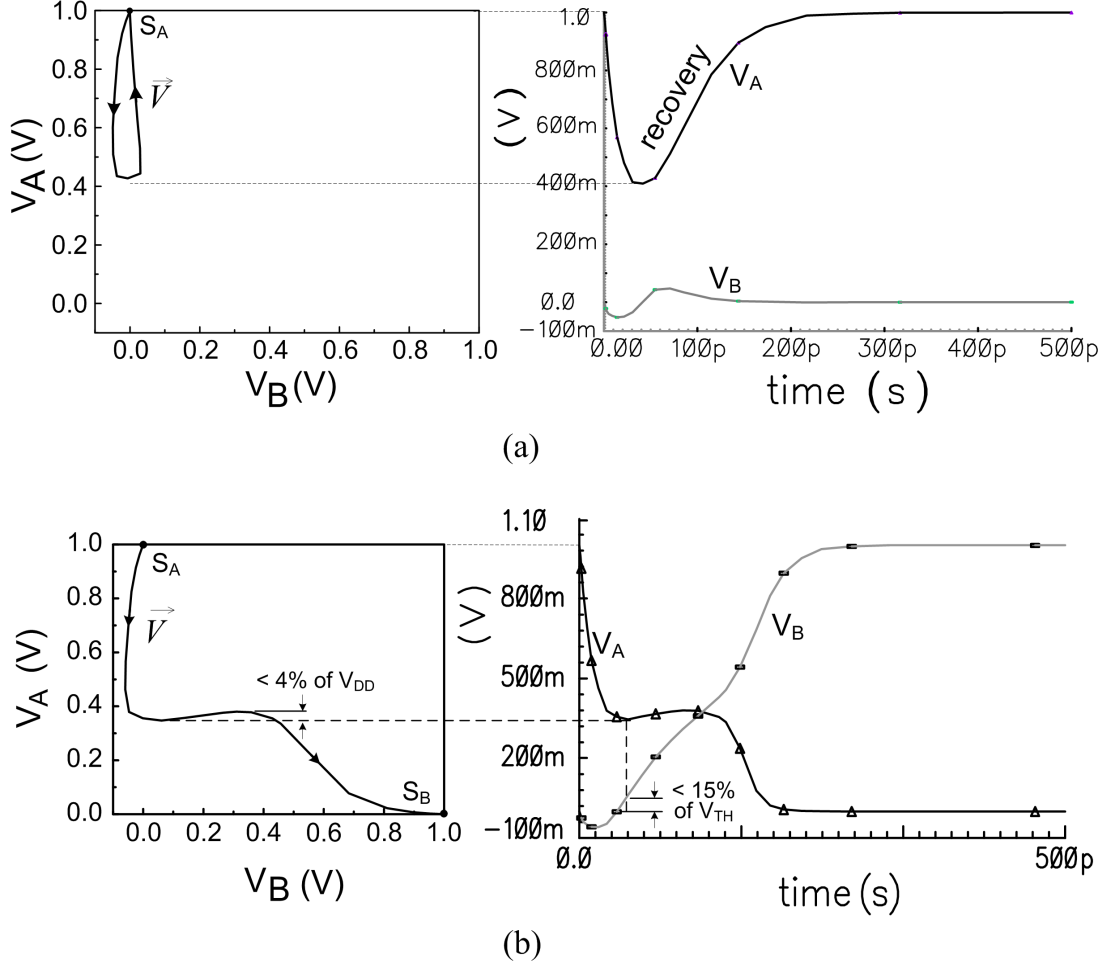 1.0
0.8
0.6
0.4
0.2
0.0
V_A (V)
S_A
V
0.0 0.2 0.4 0.6 0.8 1.0
V_B (V)
1.0
800m
600m
400m
200m
0.0
-100m
(V)
recovery
V_A
V_B
0.00 100p 200p 300p 400p 500p
time (s)
(a)
1.0
0.8
0.6
0.4
0.2
0.0
V_A (V)
S_A
V
< 4% of V_DD
S_B
0.0 0.2 0.4 0.6 0.8 1.0
V_B (V)
1.10
800m
500m
200m
-100m
(V)
V_A
V_B
< 15%
of V_TH
0.0 500p
time (s)
(b)